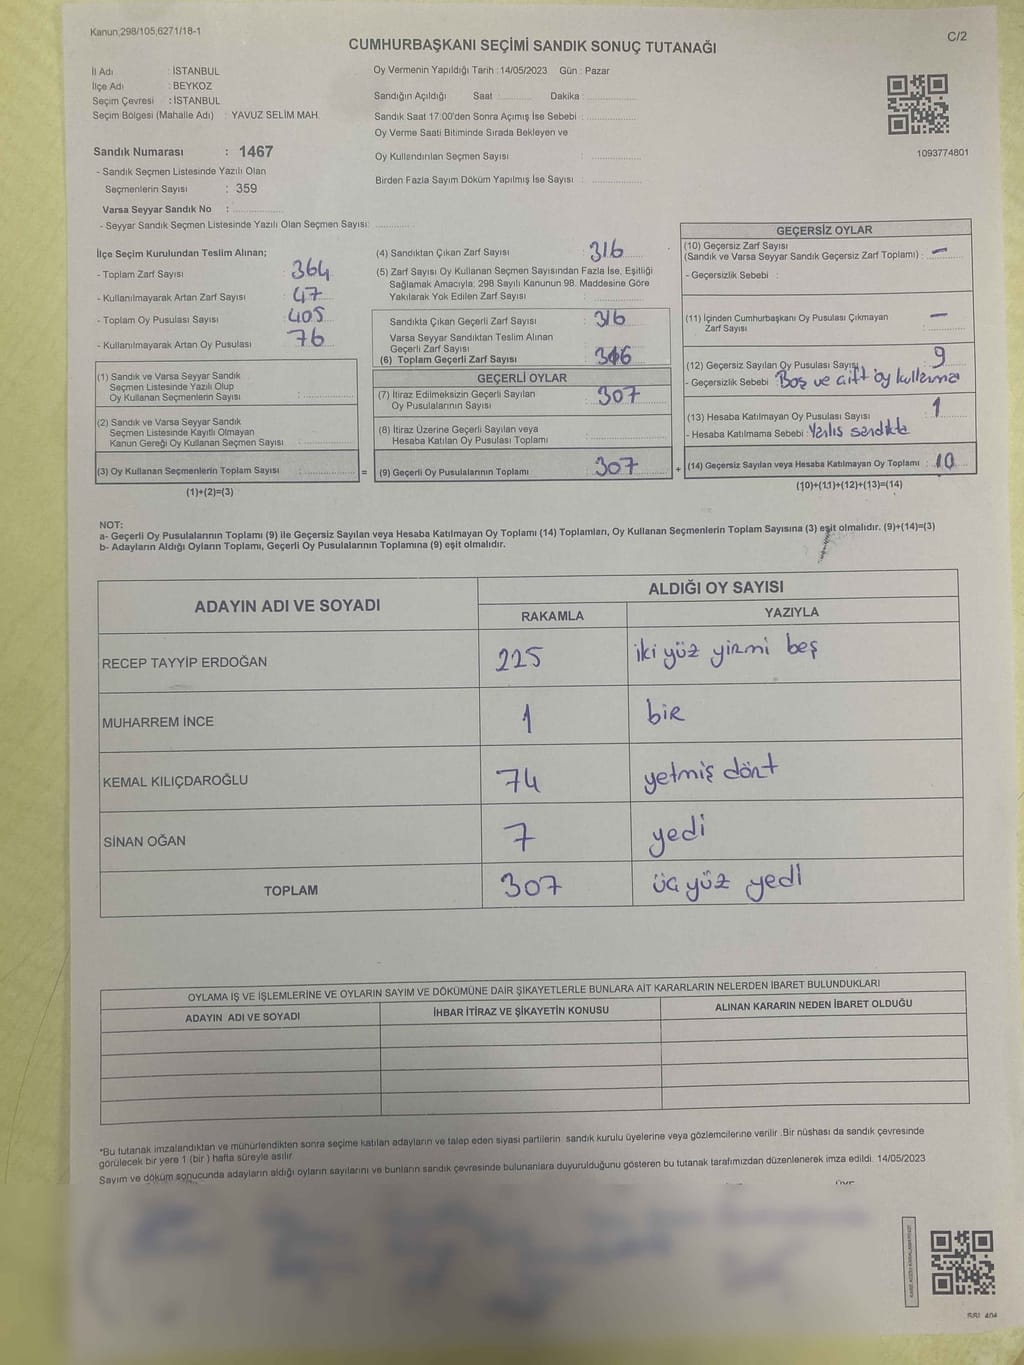 Kanun,298/105,6271/18-1
C/2
CUMHURBAŞKANI SEÇİMİ SANDIK SONUÇ TUTANAĞI
İl Adı : İSTANBUL
İlçe Adı : BEYKOZ
Seçim Çevresi : İSTANBUL
Seçim Bölgesi (Mahalle Adı) : YAVUZ SELİM MAH.
Sandık Numarası : 1467
- Sandık Seçmen Listesinde Yazılı Olan
Seçmenlerin Sayısı : 359
Varsa Seyyar Sandık No : ..............
- Seyyar Sandık Seçmen Listesinde Yazılı Olan Seçmen Sayısı: ..............
Oy Vermenin Yapıldığı Tarih : 14/05/2023 Gün : Pazar
Sandığın Açıldığı Saat : .............. Dakika : ..............
Sandık Saat 17:00'den Sonra Açımış İse Sebebi : ..............
Oy Verme Saati Bitiminde Sırada Bekleyen ve
Oy Kullandırılan Seçmen Sayısı : ..............
Birden Fazla Sayım Döküm Yapılmış İse Sayısı : ..............
1093774801
İlçe Seçim Kurulundan Teslim Alınan;
- Toplam Zarf Sayısı : 364
- Kullanılmayarak Artan Zarf Sayısı : 47
- Toplam Oy Pusulası Sayısı : 405
- Kullanılmayarak Artan Oy Pusulası : 76
(1) Sandık ve Varsa Seyyar Sandık
Seçmen Listesinde Yazılı Olup
Oy Kullanan Seçmenlerin Sayısı : ..............
(2) Sandık ve Varsa Seyyar Sandık
Seçmen Listesinde Kayıtlı Olmayan
Kanun Gereği Oy Kullanan Seçmen Sayısı : ..............
(3) Oy Kullanan Seçmenlerin Toplam Sayısı : ..............
(1)+(2)=(3)
(4) Sandıktan Çıkan Zarf Sayısı : 316
(5) Zarf Sayısı Oy Kullanan Seçmen Sayısından Fazla İse, Eşitliği
Sağlamak Amacıyla; 298 Sayılı Kanunun 98. Maddesine Göre
Yakılarak Yok Edilen Zarf Sayısı : ..............
Sandıkta Çıkan Geçerli Zarf Sayısı : 316
Varsa Seyyar Sandıktan Teslim Alınan
Geçerli Zarf Sayısı : ..............
(6) Toplam Geçerli Zarf Sayısı : 316
GEÇERLİ OYLAR
(7) İtiraz Edilmeksizin Geçerli Sayılan
Oy Pusulalarının Sayısı : 307
(8) İtiraz Üzerine Geçerli Sayılan veya
Hesaba Katılan Oy Pusulası Toplamı : ..............
= (9) Geçerli Oy Pusulalarının Toplamı : 307
GEÇERSİZ OYLAR
(10) Geçersiz Zarf Sayısı
(Sandık ve Varsa Seyyar Sandık Geçersiz Zarf Toplamı) : —
- Geçersizlik Sebebi :
(11) İçinden Cumhurbaşkanı Oy Pusulası Çıkmayan
Zarf Sayısı : —
(12) Geçersiz Sayılan Oy Pusulası Sayısı : 9
- Geçersizlik Sebebi : Boş ve çift oy kullanma
(13) Hesaba Katılmayan Oy Pusulası Sayısı : 1
- Hesaba Katılmama Sebebi : Yanlış sandıkta
+ (14) Geçersiz Sayılan veya Hesaba Katılmayan Oy Toplamı : 10
(10)+(11)+(12)+(13)=(14)
NOT:
a- Geçerli Oy Pusulalarının Toplamı (9) ile Geçersiz Sayılan veya Hesaba Katılmayan Oy Toplamı (14) Toplamları, Oy Kullanan Seçmenlerin Toplam Sayısına (3) eşit olmalıdır. (9)+(14)=(3)
b- Adayların Aldığı Oyların Toplamı, Geçerli Oy Pusulalarının Toplamına (9) eşit olmalıdır.
ADAYIN ADI VE SOYADI
ALDIĞI OY SAYISI
RAKAMLA YAZIYLA
RECEP TAYYİP ERDOĞAN 225 iki yüz yirmi beş
MUHARREM İNCE 1 bir
KEMAL KILIÇDAROĞLU 74 yetmiş dört
SİNAN OĞAN 7 yedi
TOPLAM 307 üç yüz yedi
OYLAMA İŞ VE İŞLEMLERİNE VE OYLARIN SAYIM VE DÖKÜMÜNE DAİR ŞİKAYETLERLE BUNLARA AİT KARARLARIN NELERDEN İBARET BULUNDUKLARI
ADAYIN ADI VE SOYADI İHBAR İTİRAZ VE ŞİKAYETİN KONUSU ALINAN KARARIN NEDEN İBARET OLDUĞU
*Bu tutanak imzalandıktan ve mühürlendikten sonra seçime katılan adayların ve talep eden siyasi partilerin sandık kurulu üyelerine veya gözlemcilerine verilir .Bir nüshası da sandık çevresinde
görülecek bir yere 1 (bir ) hafta süreyle asılır.
Sayım ve döküm sonucunda adayların aldığı oyların sayılarını ve bunların sandık çevresinde bulunanlara duyurulduğunu gösteren bu tutanak tarafımızdan düzenlenerek imza edildi. 14/05/2023